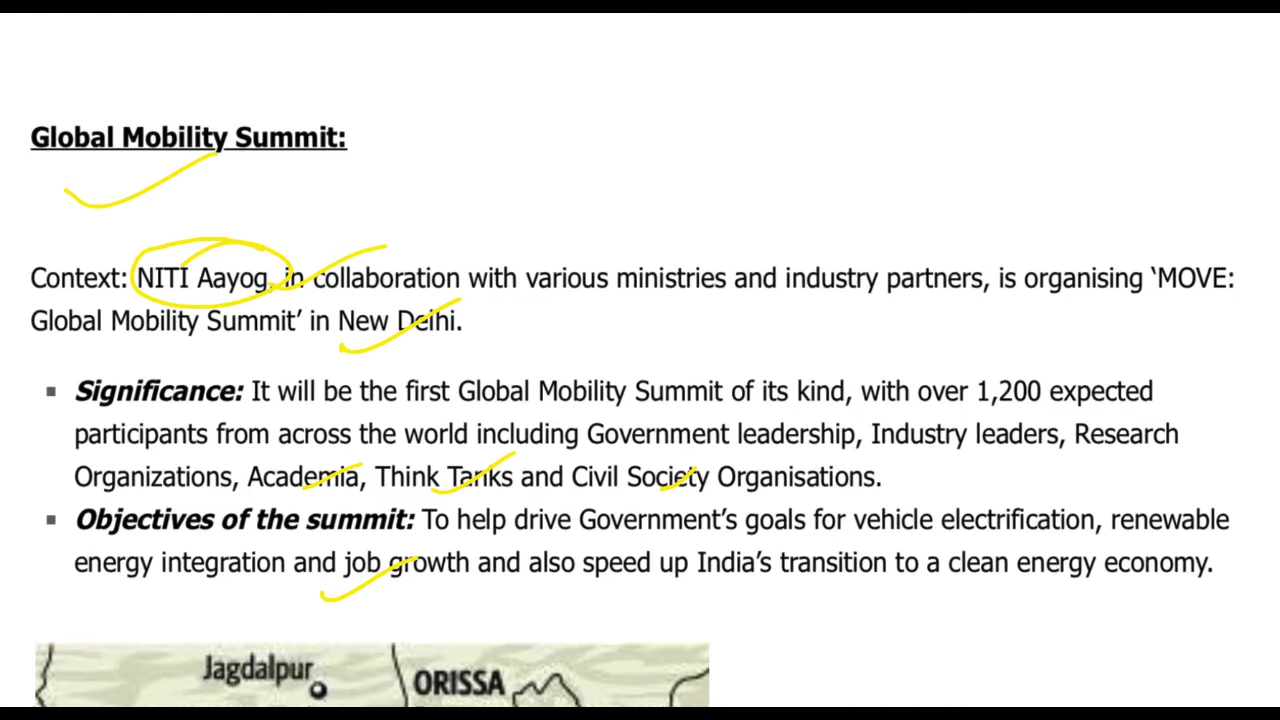 Global Mobility Summit:
Context: NITI Aayog, in collaboration with various ministries and industry partners, is organising ‘MOVE:
Global Mobility Summit’ in New Delhi.
▪ Significance: It will be the first Global Mobility Summit of its kind, with over 1,200 expected
participants from across the world including Government leadership, Industry leaders, Research
Organizations, Academia, Think Tanks and Civil Society Organisations.
▪ Objectives of the summit: To help drive Government’s goals for vehicle electrification, renewable
energy integration and job growth and also speed up India’s transition to a clean energy economy.
Jagdalpur
ORISSA